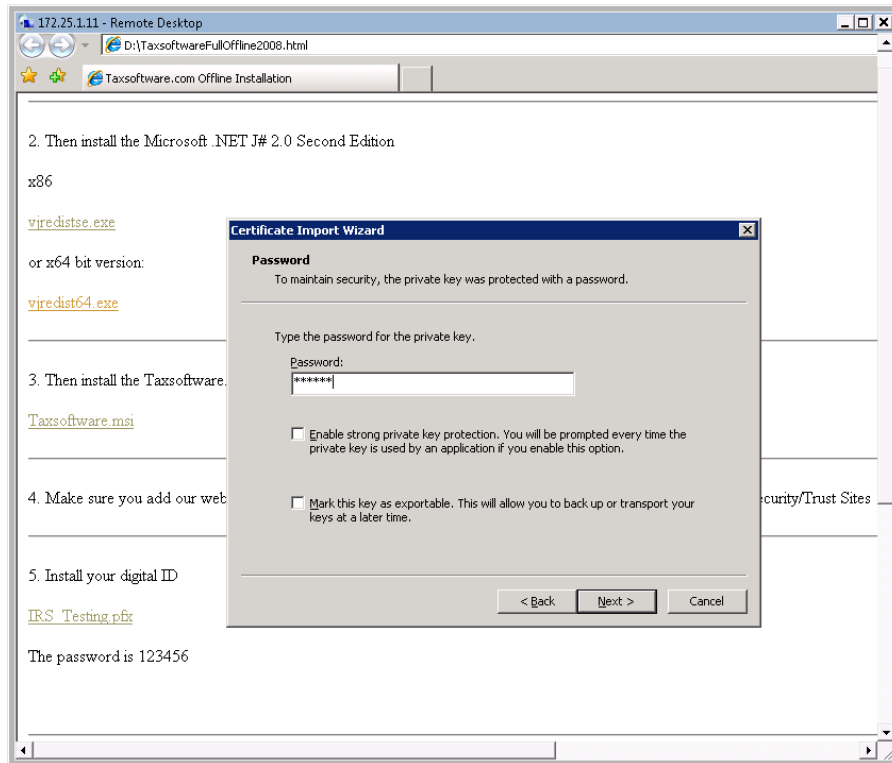 172.25.1.11 - Remote Desktop
D:\TaxsoftwareFullOffline2008.html
Taxsoftware.com Offline Installation
2. Then install the Microsoft .NET J# 2.0 Second Edition
x86
vjredistse.exe
or x64 bit version:
vjredist64.exe
3. Then install the Taxsoftware.
Taxsoftware.msi
4. Make sure you add our web
curity/Trust Sites
5. Install your digital ID
IRS_Testing.pfx
The password is 123456
Certificate Import Wizard
Password
To maintain security, the private key was protected with a password.
Type the password for the private key.
Password:
******
Enable strong private key protection. You will be prompted every time the
private key is used by an application if you enable this option.
Mark this key as exportable. This will allow you to back up or transport your
keys at a later time.
< Back
Next >
Cancel